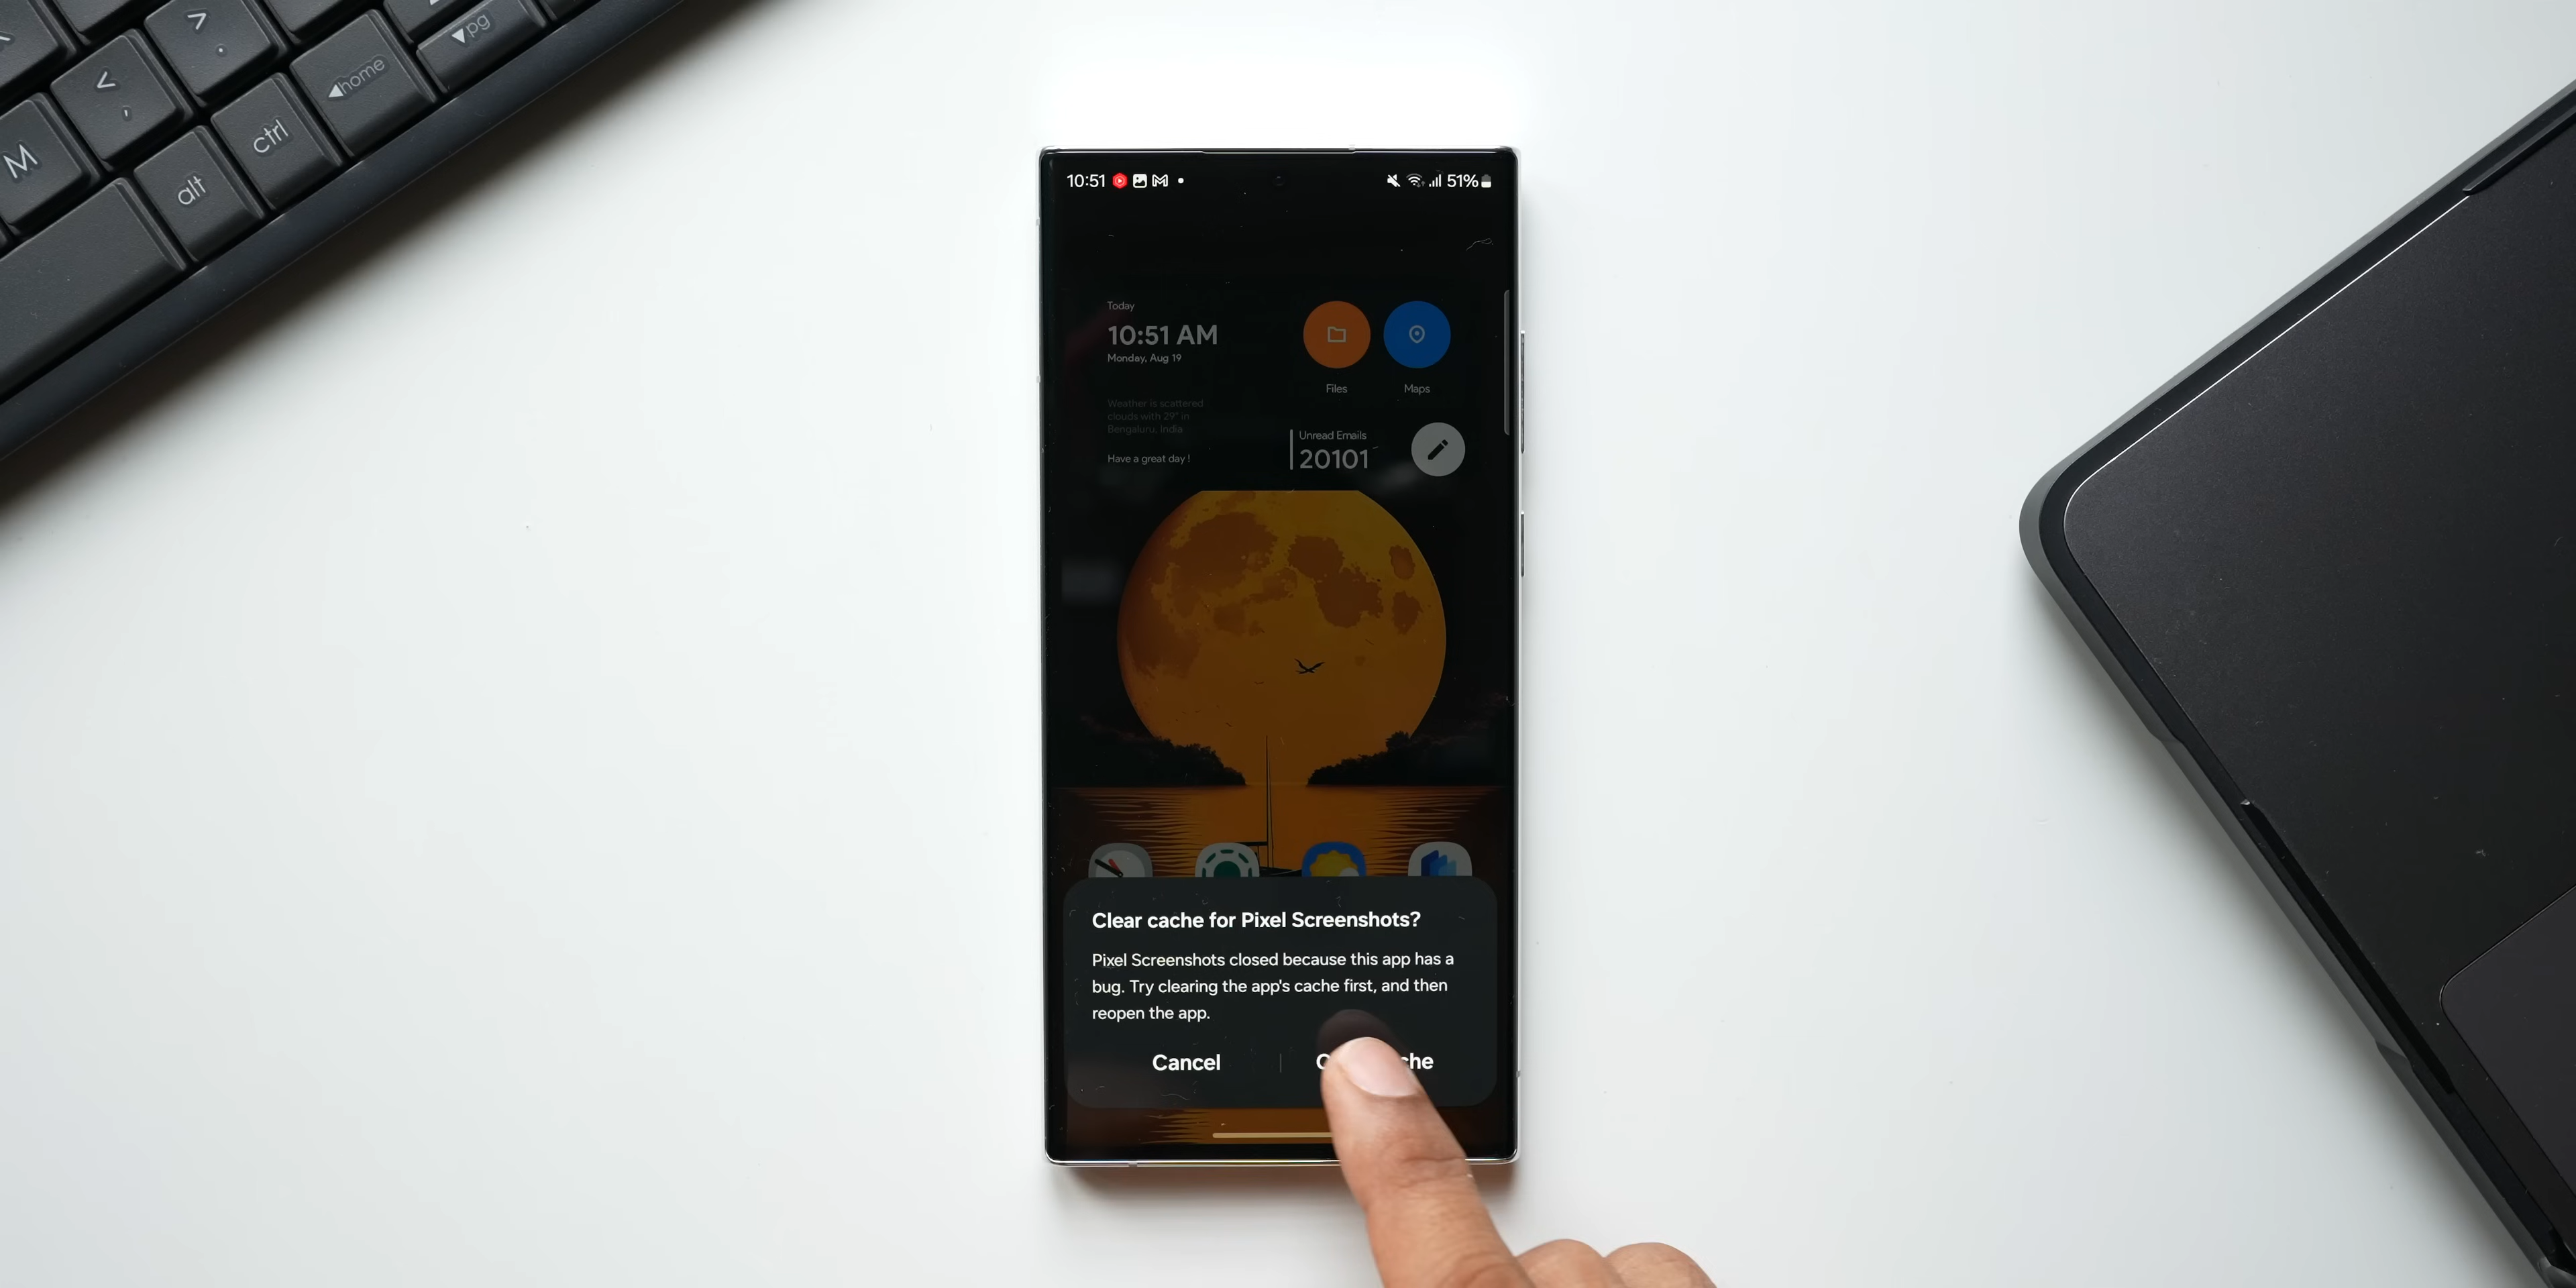 >
.
▼pg
<
,
▲home
M
ctrl
alt
10:51
51%
Today
10:51 AM
Monday, Aug 19
Files
Maps
Weather is scattered
clouds with 29° in
Bengaluru, India
Unread Emails
20101
Have a great day !
Clear cache for Pixel Screenshots?
Pixel Screenshots closed because this app has a
bug. Try clearing the app's cache first, and then
reopen the app.
Cancel